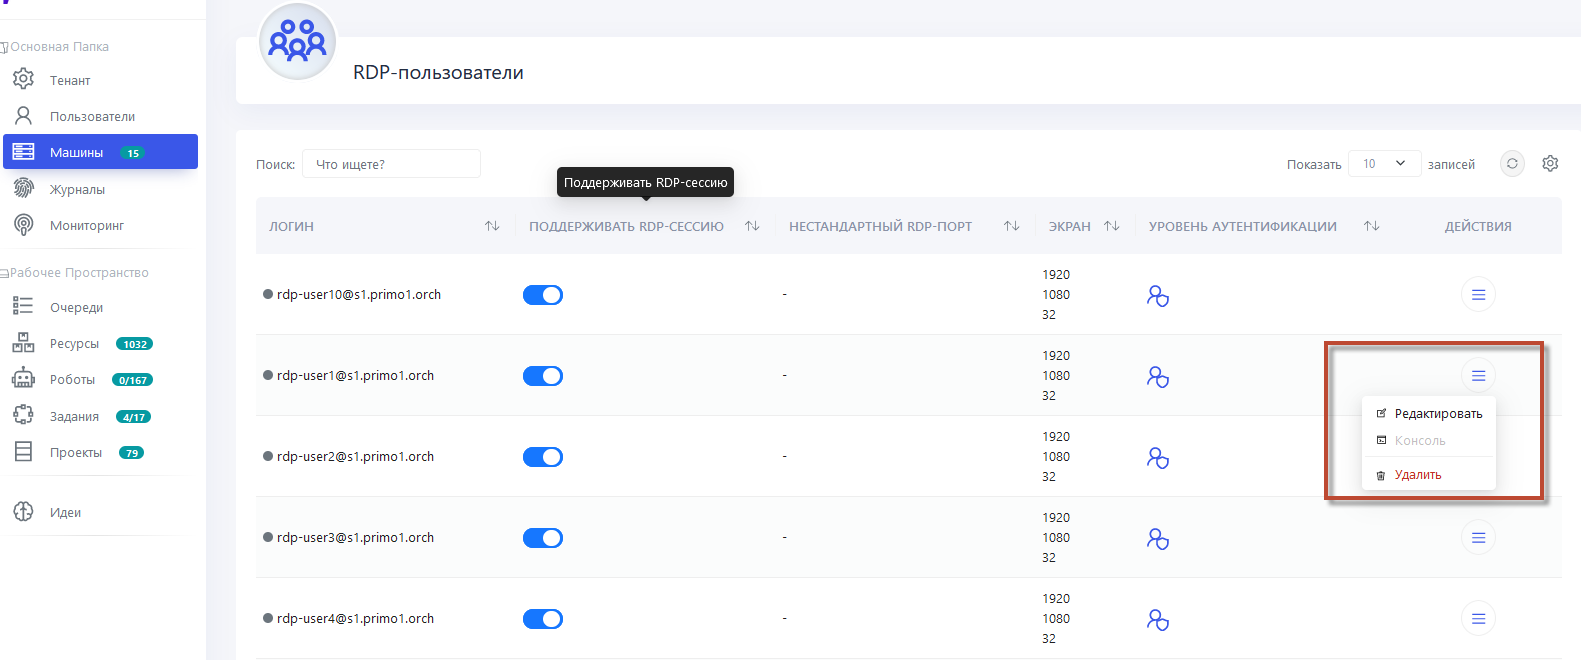 Основная Папка
Тенант
Пользователи
Машины 15
Журналы
Мониторинг
Рабочее Пространство
Очереди
Ресурсы 1032
Роботы 0/167
Задания 4/17
Проекты 79
Идеи
RDP-пользователи
Поиск: Что ищете?
Показать 10 записей
Поддерживать RDP-сессию
ЛОГИН ПОДДЕРЖИВАТЬ RDP-СЕССИЮ НЕСТАНДАРТНЫЙ RDP-ПОРТ ЭКРАН УРОВЕНЬ АУТЕНТИФИКАЦИИ ДЕЙСТВИЯ
1920
rdp-user10@s1.primo1.orch - 1080
32
1920
rdp-user1@s1.primo1.orch - 1080
32
Редактировать
Консоль
Удалить
1920
rdp-user2@s1.primo1.orch - 1080
32
1920
rdp-user3@s1.primo1.orch - 1080
32
1920
rdp-user4@s1.primo1.orch - 1080
32